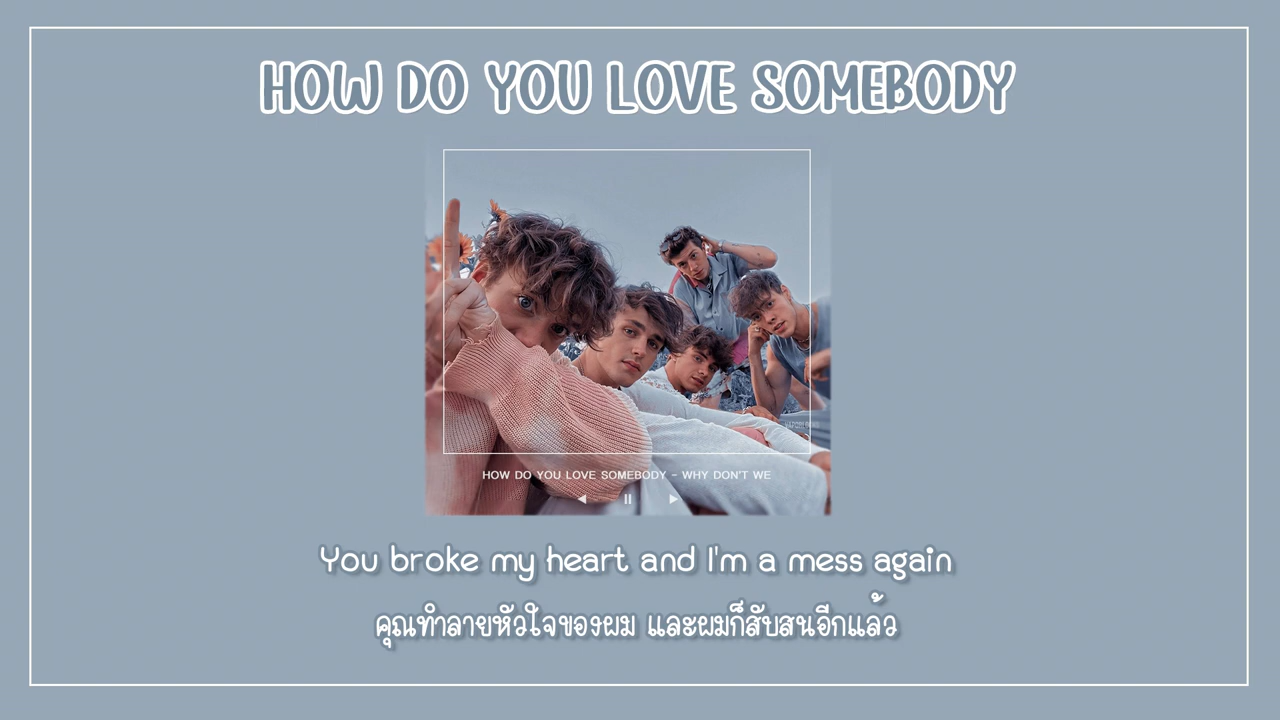 HOW DO YOU LOVE SOMEBODY
HOW DO YOU LOVE SOMEBODY - WHY DON'T WE
You broke my heart and I'm a mess again
คุณทำลายหัวใจของผม และผมก็สับสนอีกแล้ว